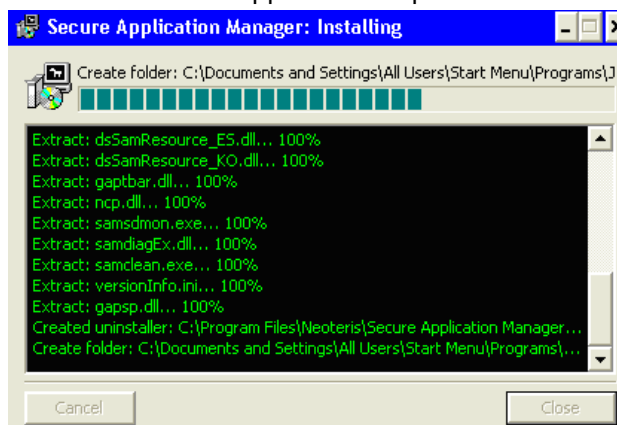 Secure Application Manager: Installing
Create folder: C:\Documents and Settings\All Users\Start Menu\Programs\J
Extract: dsSamResource_ES.dll... 100%
Extract: dsSamResource_KO.dll... 100%
Extract: gaptbar.dll... 100%
Extract: ncp.dll... 100%
Extract: samsdmon.exe... 100%
Extract: samdiagEx.dll... 100%
Extract: samclean.exe... 100%
Extract: versionInfo.ini... 100%
Extract: gapsp.dll... 100%
Created uninstaller: C:\Program Files\Neoteris\Secure Application Manager...
Create folder: C:\Documents and Settings\All Users\Start Menu\Programs\...
Cancel
Close